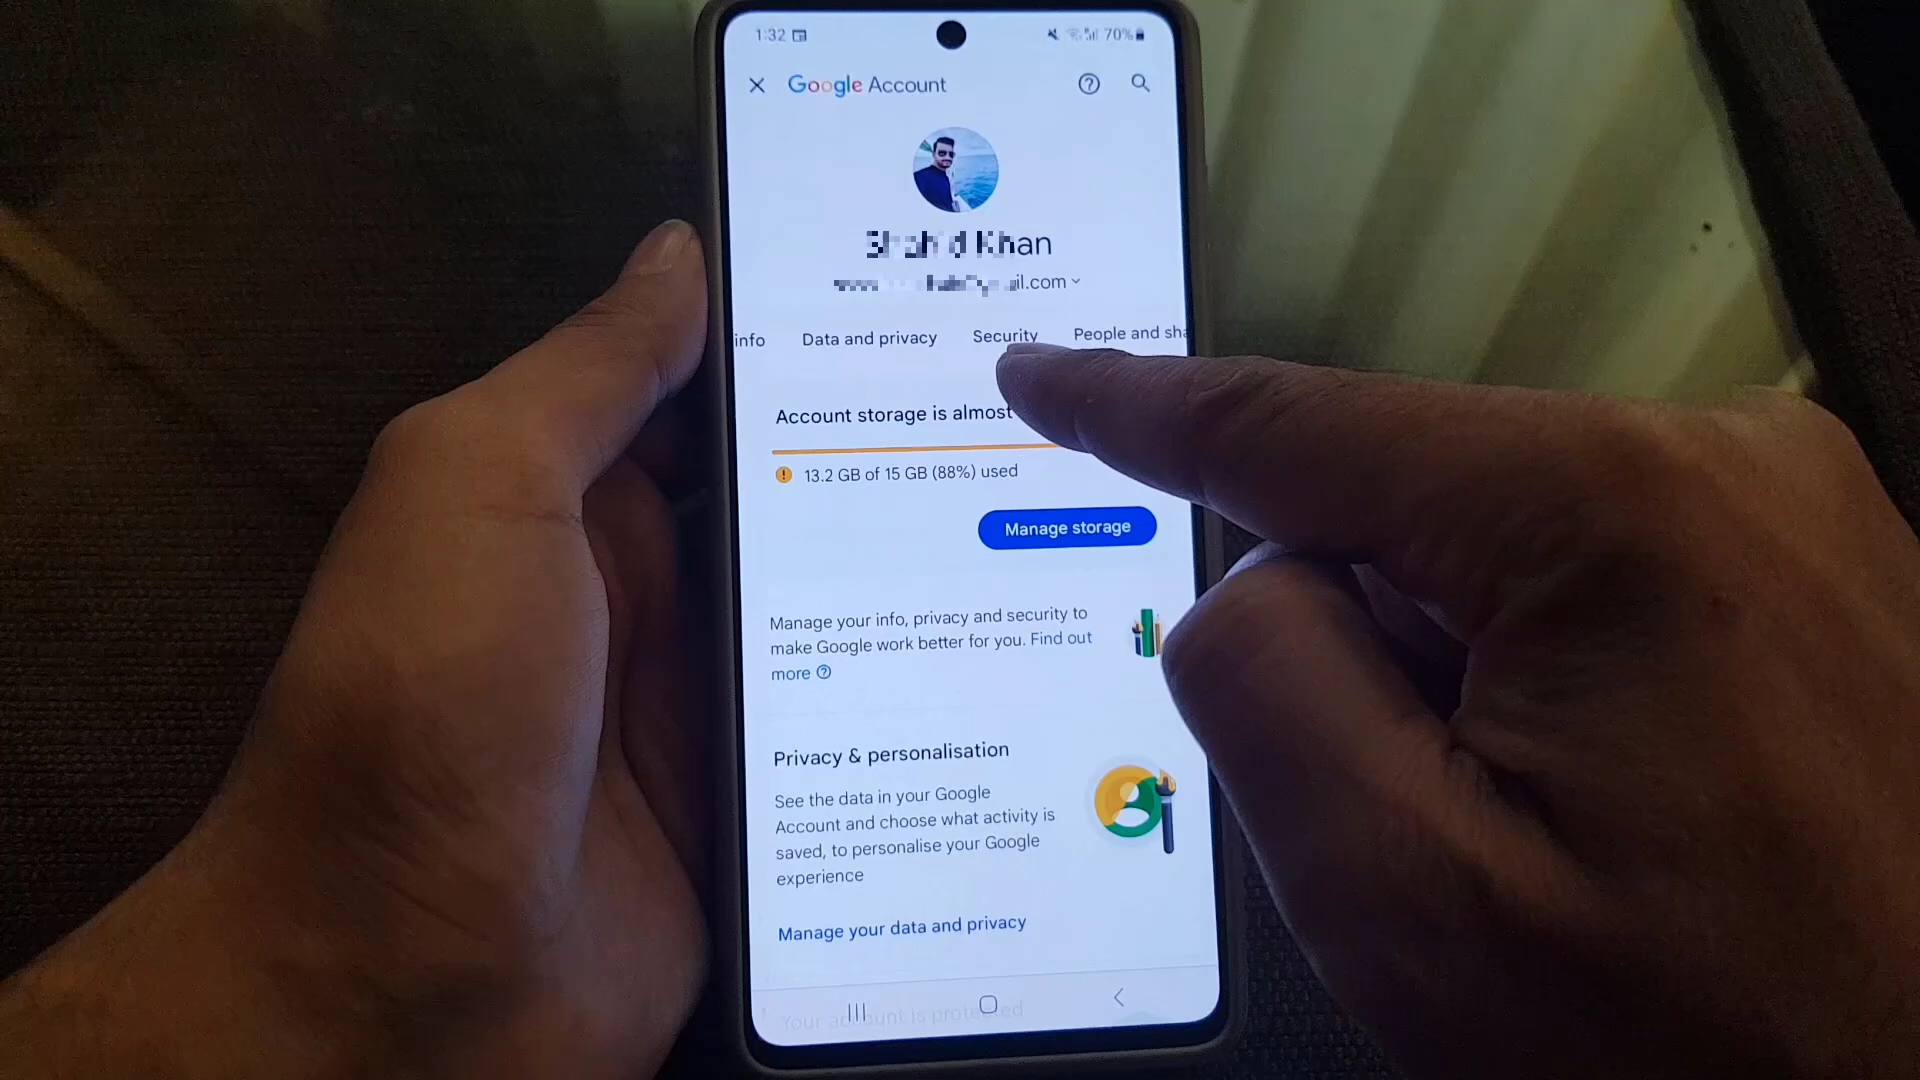 1:32
70%
Google Account
Khan
il.com
info
Data and privacy
Security
People and sha
Account storage is almost
13.2 GB of 15 GB (88%) used
Manage storage
Manage your info, privacy and security to
make Google work better for you. Find out
more
Privacy & personalisation
See the data in your Google
Account and choose what activity is
saved, to personalise your Google
experience
Manage your data and privacy
Your account is protected